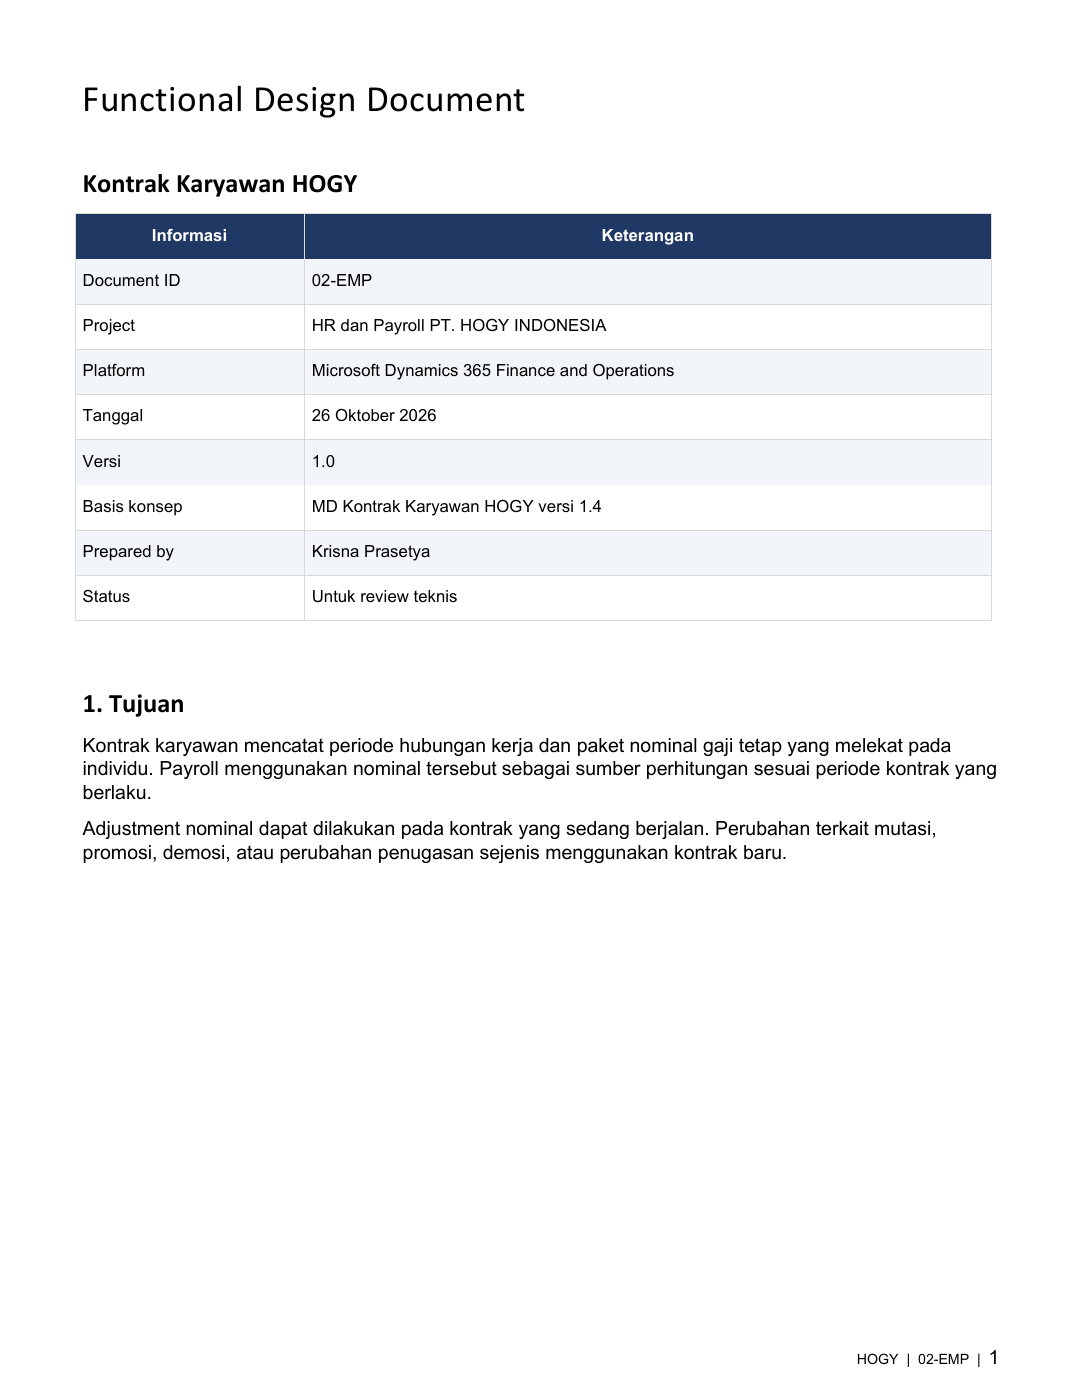 Functional Design Document
Kontrak Karyawan HOGY
Informasi Keterangan
Document ID 02-EMP
Project HR dan Payroll PT. HOGY INDONESIA
Platform Microsoft Dynamics 365 Finance and Operations
Tanggal 26 Oktober 2026
Versi 1.0
Basis konsep MD Kontrak Karyawan HOGY versi 1.4
Prepared by Krisna Prasetya
Status Untuk review teknis
1. Tujuan
Kontrak karyawan mencatat periode hubungan kerja dan paket nominal gaji tetap yang melekat pada
individu. Payroll menggunakan nominal tersebut sebagai sumber perhitungan sesuai periode kontrak yang
berlaku.
Adjustment nominal dapat dilakukan pada kontrak yang sedang berjalan. Perubahan terkait mutasi,
promosi, demosi, atau perubahan penugasan sejenis menggunakan kontrak baru.
HOGY | 02-EMP | 1